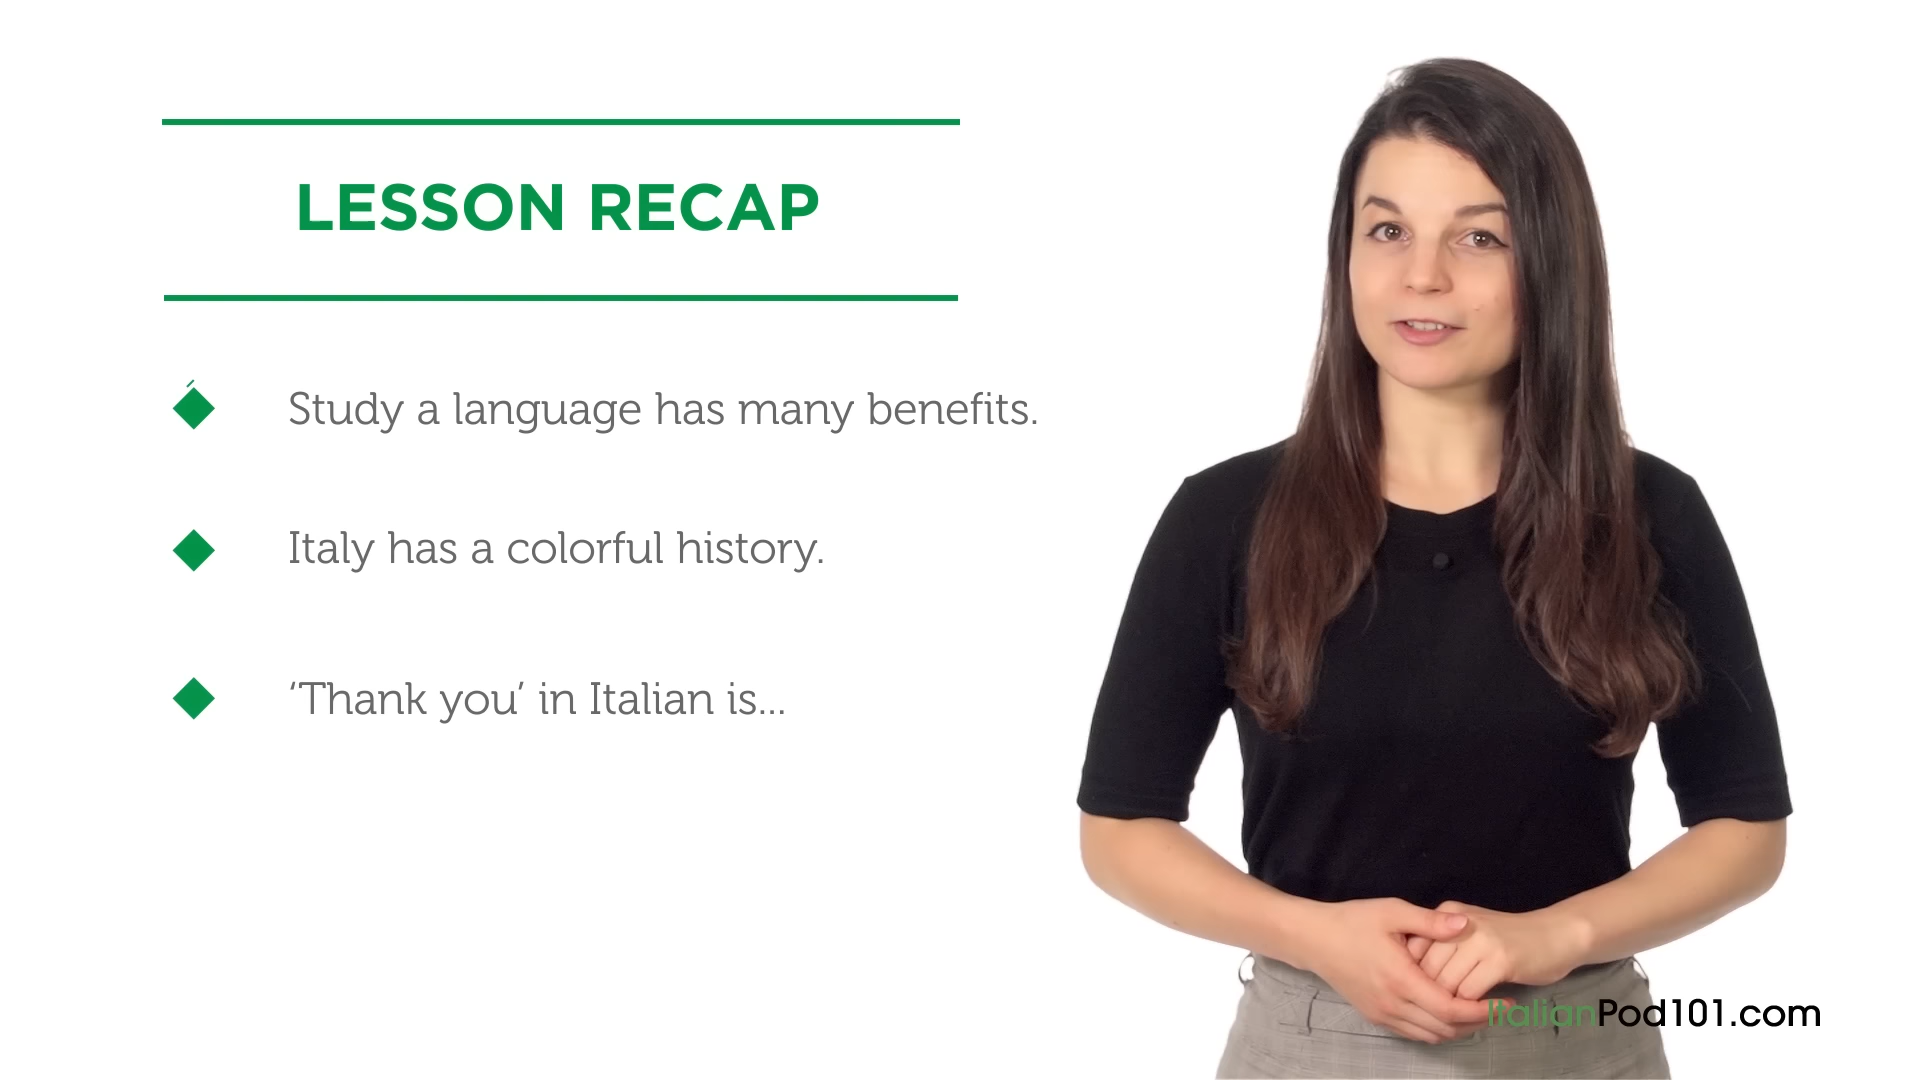 LESSON RECAP
Study a language has many benefits.
Italy has a colorful history.
‘Thank you’ in Italian is...
ItalianPod101.com